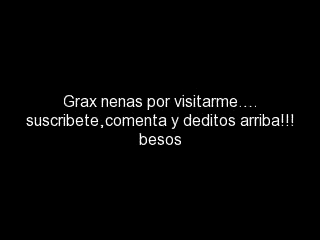 Grax nenas por visitarme....
suscribete,comenta y deditos arriba!!!
besos